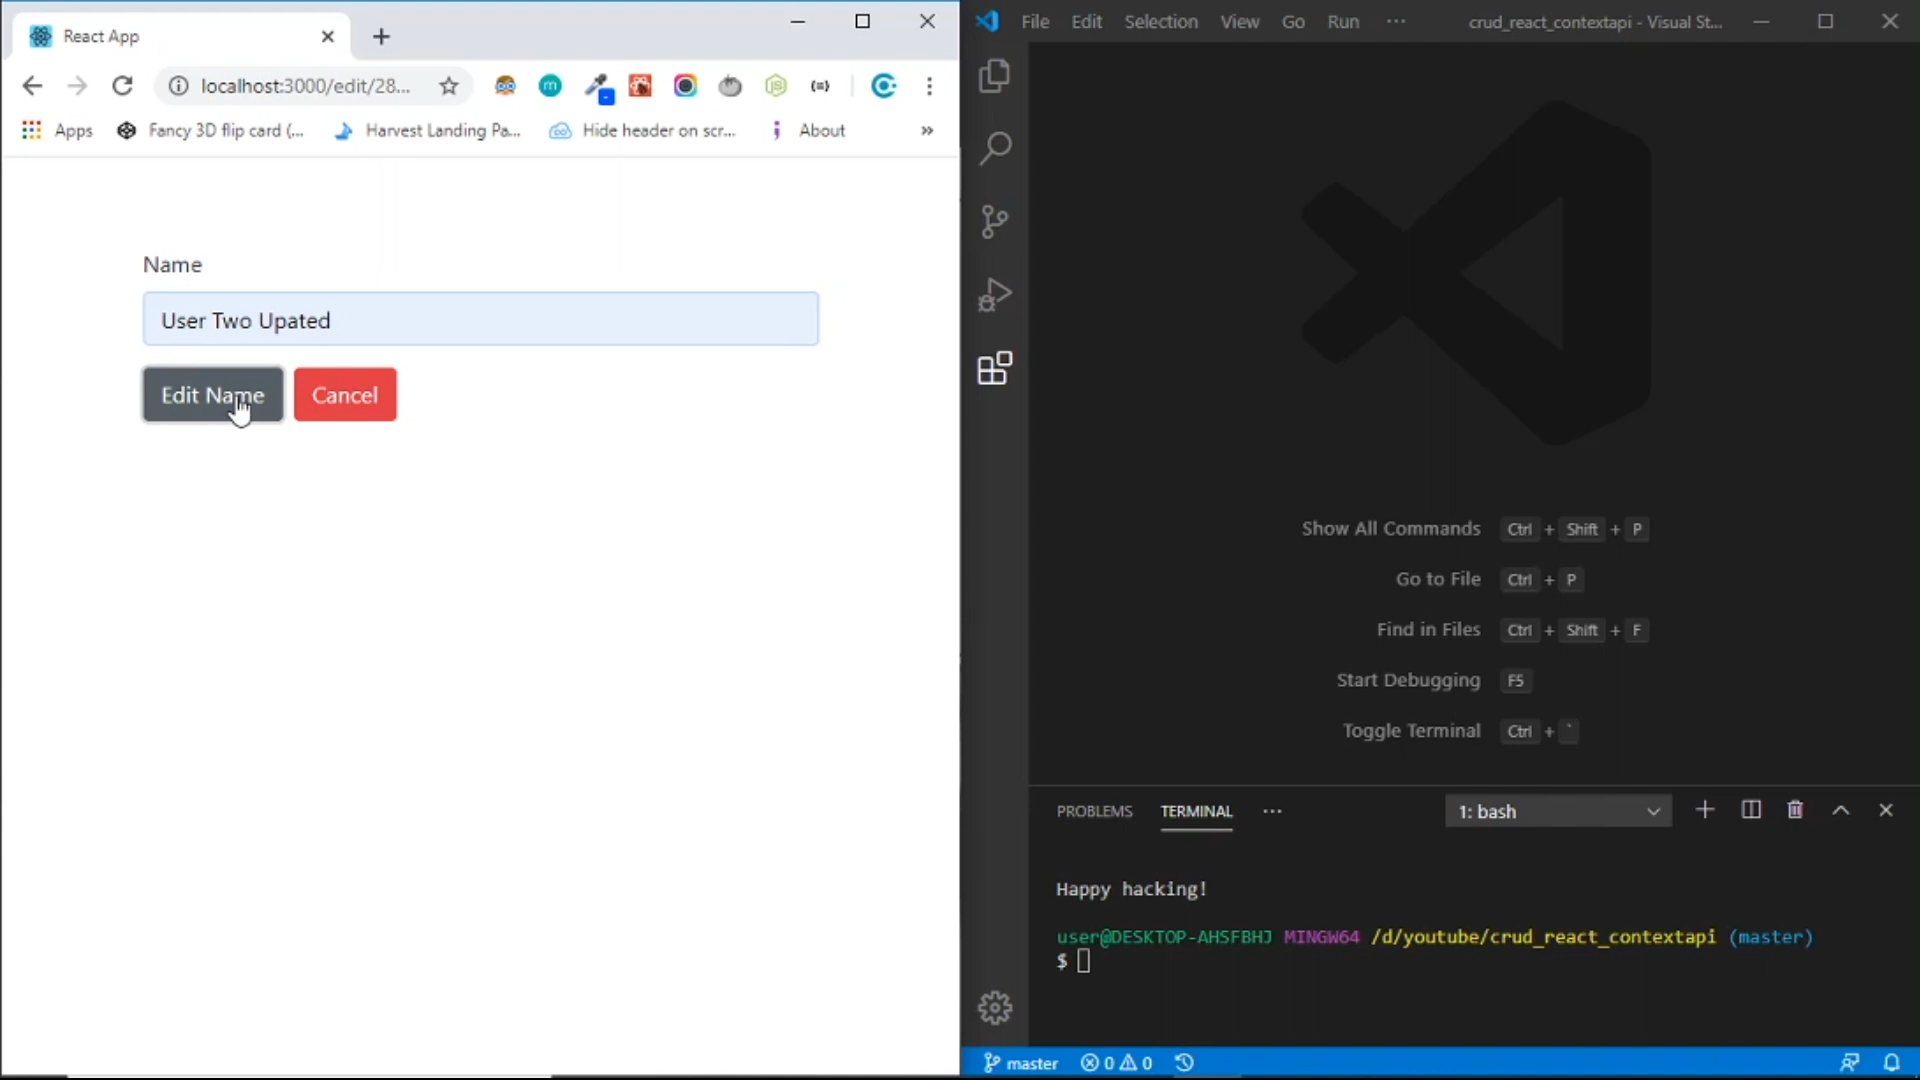 React App
localhost:3000/edit/28...
Apps
Fancy 3D flip card (...
Harvest Landing Pa...
Hide header on scr...
About
»
Name
User Two Upated
Edit Name
Cancel
File Edit Selection View Go Run ···
crud_react_contextapi - Visual St...
Show All Commands Ctrl + Shift + P
Go to File Ctrl + P
Find in Files Ctrl + Shift + F
Start Debugging F5
Toggle Terminal Ctrl + `
PROBLEMS TERMINAL ···
1: bash
Happy hacking!
user@DESKTOP-AHSFBHJ MINGW64 /d/youtube/crud_react_contextapi (master)
$
master 0 0